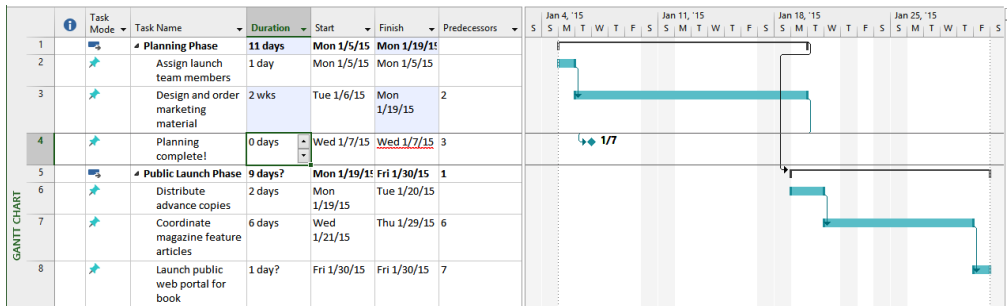 Jan 4, '15 Jan 11, '15 Jan 18, '15 Jan 25, '15
Task Mode Task Name Duration Start Finish Predecessors S S M T W T F S S M T W T F S S M T W T F S S M T W T F S
1 Planning Phase 11 days Mon 1/5/15 Mon 1/19/15
2 Assign launch team members 1 day Mon 1/5/15 Mon 1/5/15
3 Design and order marketing material 2 wks Tue 1/6/15 Mon 1/19/15 2
4 Planning complete! 0 days Wed 1/7/15 Wed 1/7/15 3 1/7
5 Public Launch Phase 9 days? Mon 1/19/15 Fri 1/30/15 1
6 Distribute advance copies 2 days Mon 1/19/15 Tue 1/20/15
7 Coordinate magazine feature articles 6 days Wed 1/21/15 Thu 1/29/15 6
8 Launch public web portal for book 1 day? Fri 1/30/15 Fri 1/30/15 7
GANTT CHART